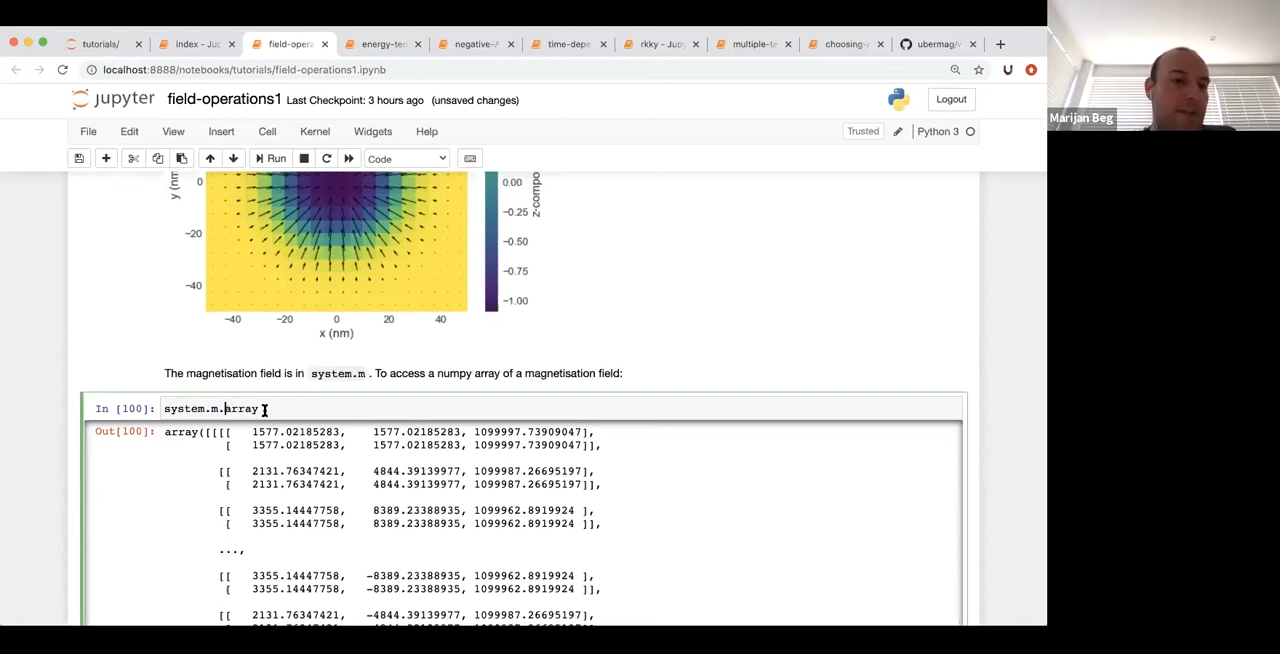 tutorials/
index - Jup
field-opera
energy-ter
negative-A
time-depe
rkky - Jupy
multiple-te
choosing-
ubermag/v
localhost:8888/notebooks/tutorials/field-operations1.ipynb
jupyter field-operations1 Last Checkpoint: 3 hours ago (unsaved changes)
Logout
Marijan Beg
File Edit View Insert Cell Kernel Widgets Help
Trusted
Python 3
Run
Code
y (nm
0
−20
−40
−40 −20 0 20 40
x (nm)
0.00
−0.25
−0.50
−0.75
−1.00
z-compo
The magnetisation field is in system.m . To access a numpy array of a magnetisation field:
In [100]: system.m.array
Out[100]: array([[[[ 1577.02185283, 1577.02185283, 1099997.73909047],
[ 1577.02185283, 1577.02185283, 1099997.73909047]],
[[ 2131.76347421, 4844.39139977, 1099987.26695197],
[ 2131.76347421, 4844.39139977, 1099987.26695197]],
[[ 3355.14447758, 8389.23388935, 1099962.8919924 ],
[ 3355.14447758, 8389.23388935, 1099962.8919924 ]],
...,
[[ 3355.14447758, -8389.23388935, 1099962.8919924 ],
[ 3355.14447758, -8389.23388935, 1099962.8919924 ]],
[[ 2131.76347421, -4844.39139977, 1099987.26695197],